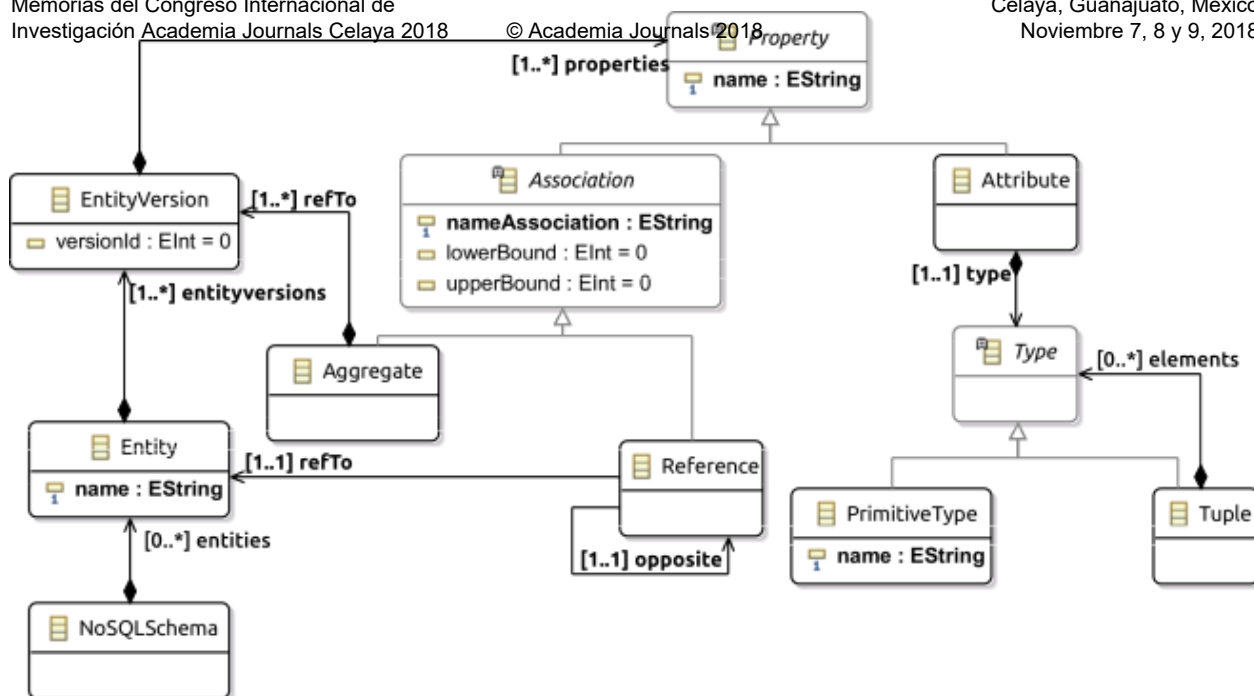 Memorias del Congreso Internacional de
Investigación Academia Journals Celaya 2018
© Academia Journals 2018
Celaya, Guanajuato, México
Noviembre 7, 8 y 9, 2018
Property
name : EString
[1..*] properties
EntityVersion
versionId : EInt = 0
[1..*] refTo
Association
nameAssociation : EString
lowerBound : EInt = 0
upperBound : EInt = 0
Attribute
[1..1] type
[1..*] entityversions
Aggregate
Type
[0..*] elements
Entity
name : EString
[1..1] refTo
Reference
[1..1] opposite
PrimitiveType
name : EString
Tuple
[0..*] entities
NoSQLSchema